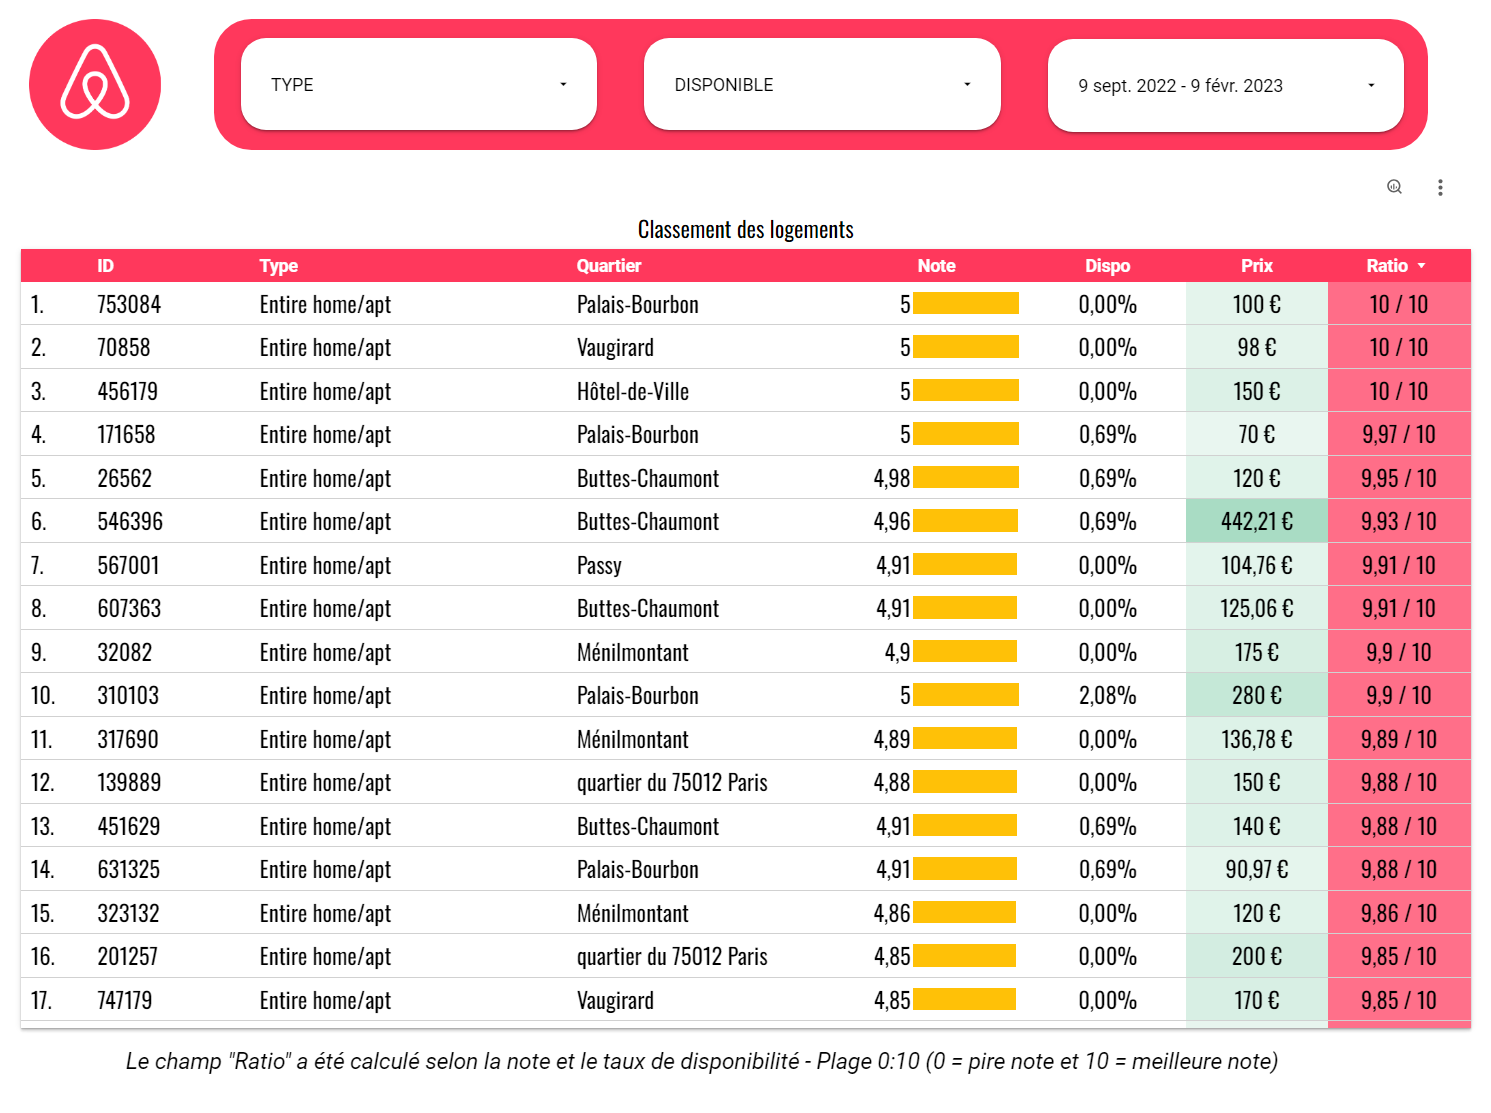 TYPE DISPONIBLE 9 sept. 2022 - 9 févr. 2023
Classement des logements
ID Type Quartier Note Dispo Prix Ratio
1. 753084 Entire home/apt Palais-Bourbon 5 0,00% 100 € 10 / 10
2. 70858 Entire home/apt Vaugirard 5 0,00% 98 € 10 / 10
3. 456179 Entire home/apt Hôtel-de-Ville 5 0,00% 150 € 10 / 10
4. 171658 Entire home/apt Palais-Bourbon 5 0,69% 70 € 9,97 / 10
5. 26562 Entire home/apt Buttes-Chaumont 4,98 0,69% 120 € 9,95 / 10
6. 546396 Entire home/apt Buttes-Chaumont 4,96 0,69% 442,21 € 9,93 / 10
7. 567001 Entire home/apt Passy 4,91 0,00% 104,76 € 9,91 / 10
8. 607363 Entire home/apt Buttes-Chaumont 4,91 0,00% 125,06 € 9,91 / 10
9. 32082 Entire home/apt Ménilmontant 4,9 0,00% 175 € 9,9 / 10
10. 310103 Entire home/apt Palais-Bourbon 5 2,08% 280 € 9,9 / 10
11. 317690 Entire home/apt Ménilmontant 4,89 0,00% 136,78 € 9,89 / 10
12. 139889 Entire home/apt quartier du 75012 Paris 4,88 0,00% 150 € 9,88 / 10
13. 451629 Entire home/apt Buttes-Chaumont 4,91 0,69% 140 € 9,88 / 10
14. 631325 Entire home/apt Palais-Bourbon 4,91 0,69% 90,97 € 9,88 / 10
15. 323132 Entire home/apt Ménilmontant 4,86 0,00% 120 € 9,86 / 10
16. 201257 Entire home/apt quartier du 75012 Paris 4,85 0,00% 200 € 9,85 / 10
17. 747179 Entire home/apt Vaugirard 4,85 0,00% 170 € 9,85 / 10
Le champ "Ratio" a été calculé selon la note et le taux de disponibilité - Plage 0:10 (0 = pire note et 10 = meilleure note)